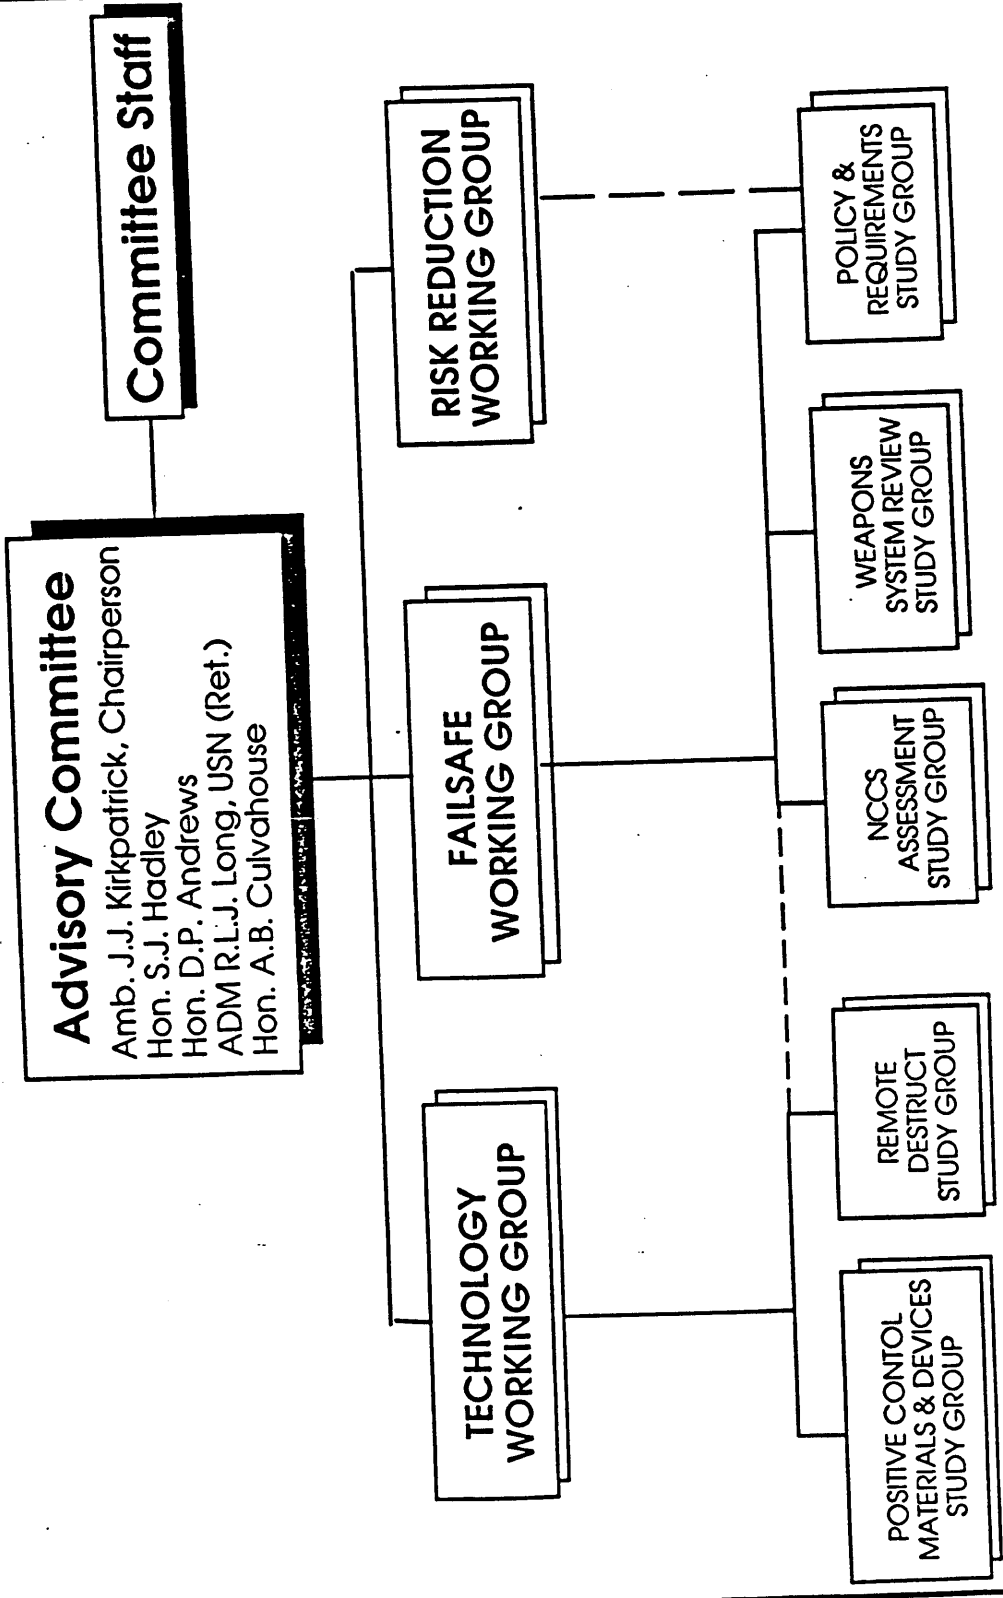 Committee Staff
Advisory Committee
Amb. J.J. Kirkpatrick, Chairperson
Hon. S.J. Hadley
Hon. D.P. Andrews
ADM R.L.J. Long, USN (Ret.)
Hon. A.B. Culvahouse
TECHNOLOGY
WORKING GROUP
FAILSAFE
WORKING GROUP
RISK REDUCTION
WORKING GROUP
POSITIVE CONTOL
MATERIALS & DEVICES
STUDY GROUP
REMOTE
DESTRUCT
STUDY GROUP
NCCS
ASSESSMENT
STUDY GROUP
WEAPONS
SYSTEM REVIEW
STUDY GROUP
POLICY &
REQUIREMENTS
STUDY GROUP